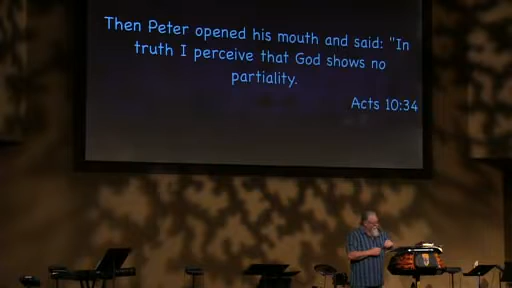 Then Peter opened his mouth and said: "In
truth I perceive that God shows no
partiality.
Acts 10:34